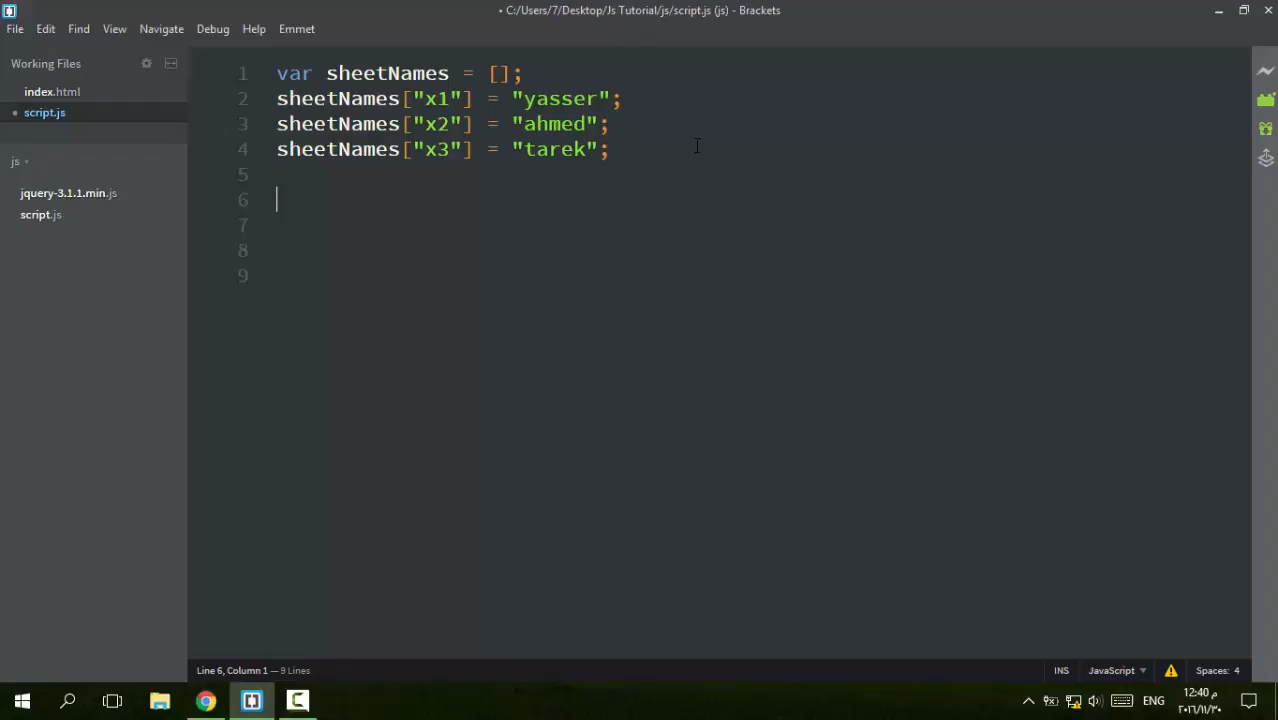 • C:/Users/7/Desktop/Js Tutorial/js/script.js (js) - Brackets
File Edit Find View Navigate Debug Help Emmet
Working Files
index.html
• script.js
js
jquery-3.1.1.min.js
script.js
1 var sheetNames = [];
2 sheetNames["x1"] = "yasser";
3 sheetNames["x2"] = "ahmed";
4 sheetNames["x3"] = "tarek";
5
6
7
8
9
Line 6, Column 1 — 9 Lines
INS JavaScript Spaces: 4
ENG
12:40 م
٢٠١٦/١١/٣٠